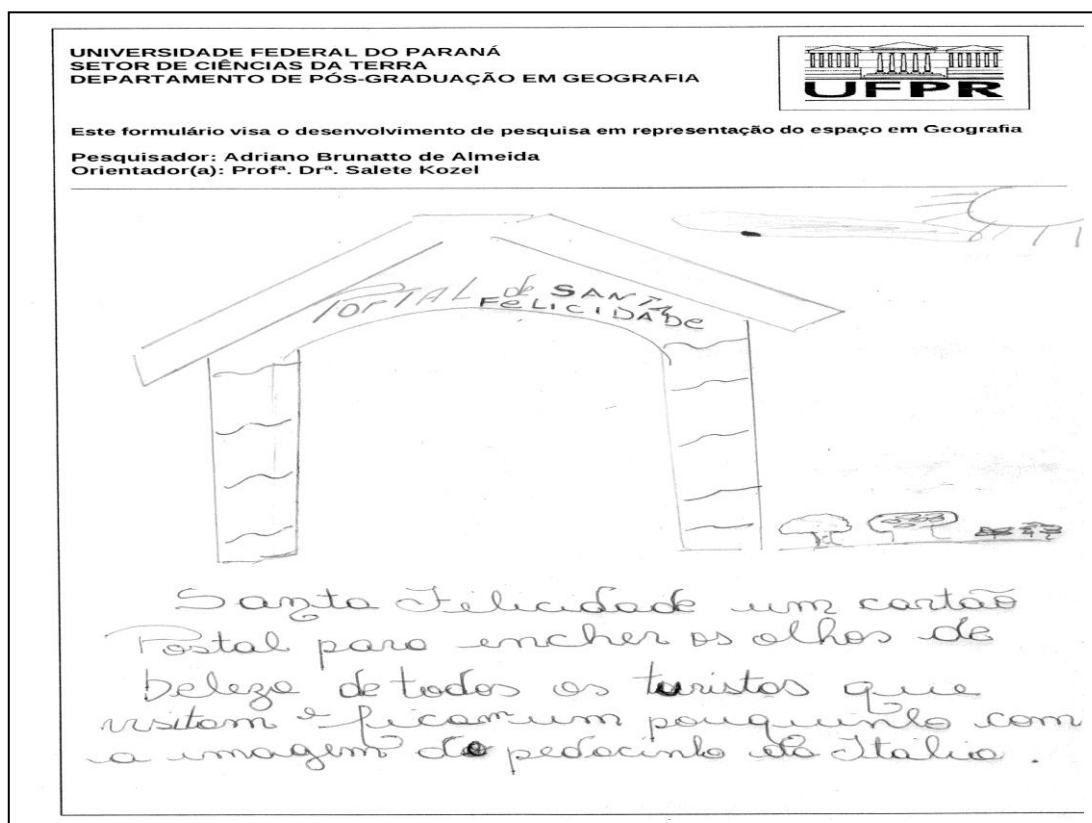 UNIVERSIDADE FEDERAL DO PARANÁ
SETOR DE CIÊNCIAS DA TERRA
DEPARTAMENTO DE PÓS-GRADUAÇÃO EM GEOGRAFIA
UFPR
Este formulário visa o desenvolvimento de pesquisa em representação do espaço em Geografia
Pesquisador: Adriano Brunatto de Almeida
Orientador(a): Profª. Drª. Salete Kozel
PORTAL de SANTA
FELICIDADE
Santa Felicidade um cartão
Postal para encher os olhos de
beleza de todos os turistas que
visitam e ficam um pouquinho com
a imagem do pedacinho da Itália.